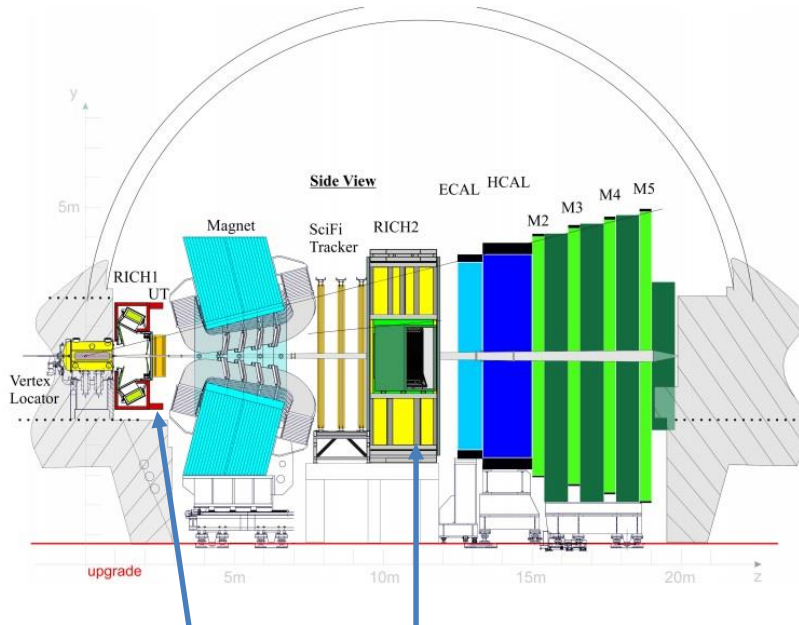 y
5m
Side View
ECAL
HCAL
M5
M4
M3
M2
Magnet
SciFi
Tracker
RICH2
RICH1
UT
Vertex
Locator
upgrade
5m
10m
15m
20m
z